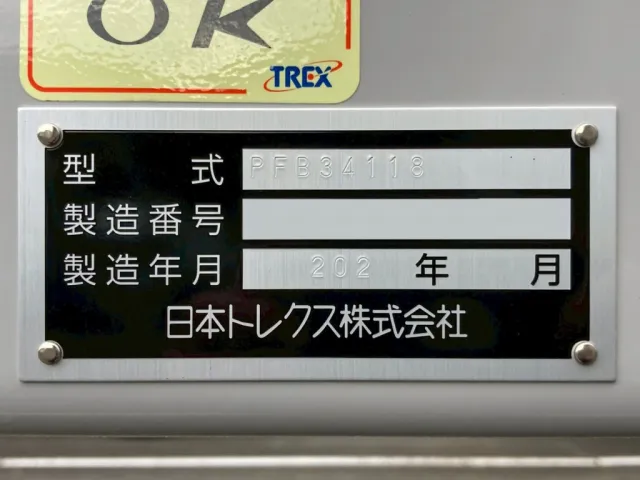 OK
TREX
型式 PFB34118
製造番号
製造年月 202 年 月
日本トレクス株式会社